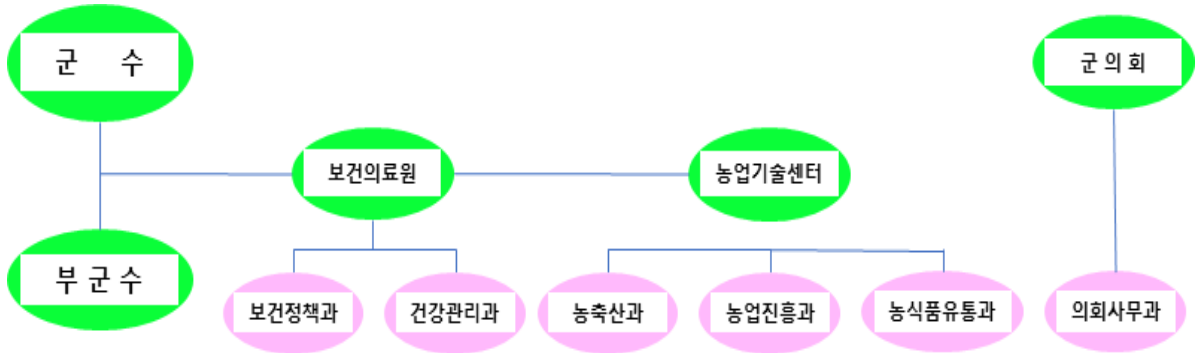 군 수
군 의 회
보건의료원
농업기술센터
부 군 수
보건정책과
건강관리과
농축산과
농업진흥과
농식품유통과
의회사무과